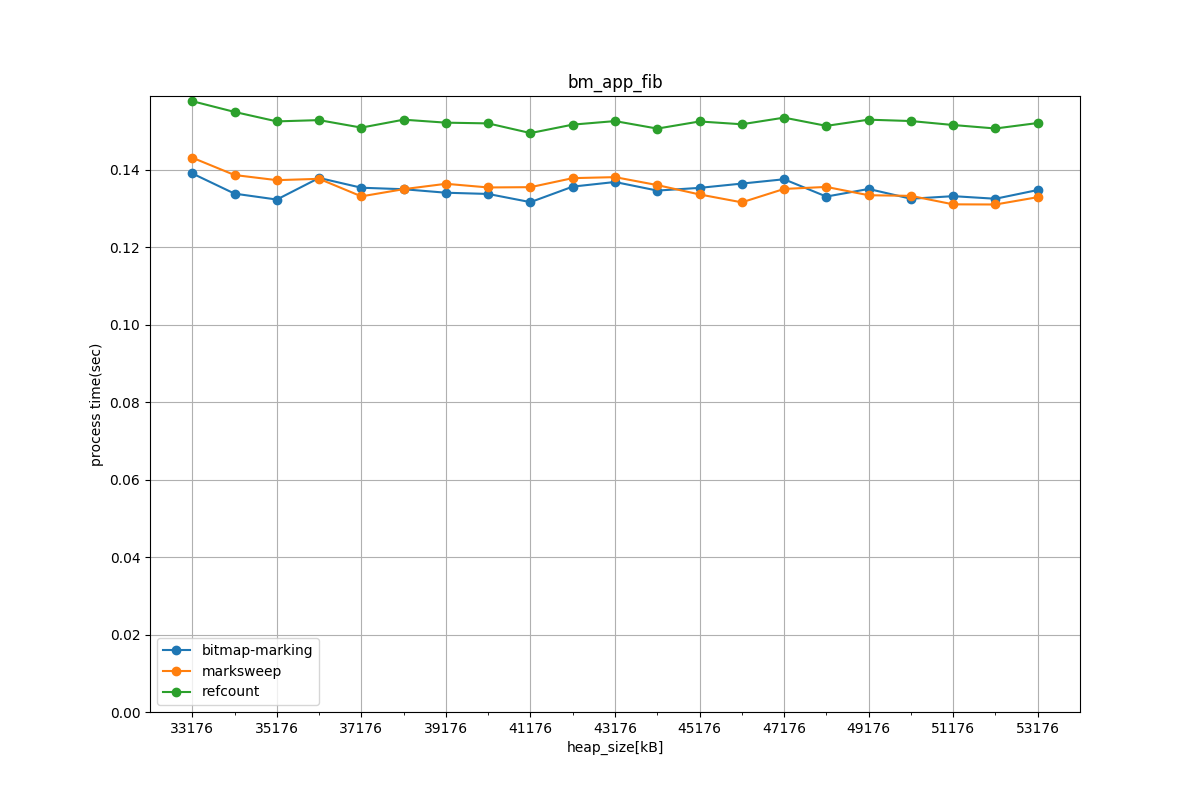 bm_app_fib
process time(sec)
0.14
0.12
0.10
0.08
0.06
0.04
0.02
0.00
bitmap-marking
marksweep
refcount
33176 35176 37176 39176 41176 43176 45176 47176 49176 51176 53176
heap_size[kB]